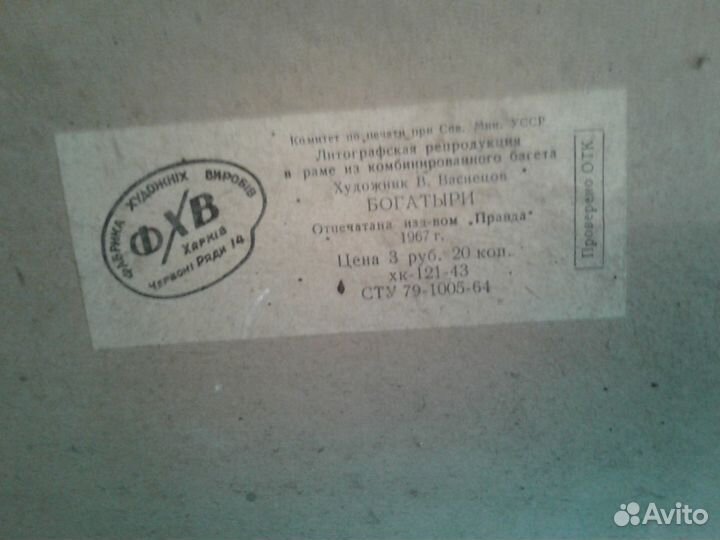 ФАБРИКА ХУДОЖНІХ ВИРОБІВ
ФХВ
ХАРКІВ
ЧЕРВОНІ РЯДИ 14
Комитет по печати при Сов. Мин. УССР
Литографская репродукция
в раме из комбинированного багета
Художник В. Васнецов
БОГАТЫРИ
Отпечатана изд-вом „Правда"
1967 г.
Цена 3 руб. 20 коп.
хк-121-43
СТУ 79-1005-64
Проверено ОТК.
Avito